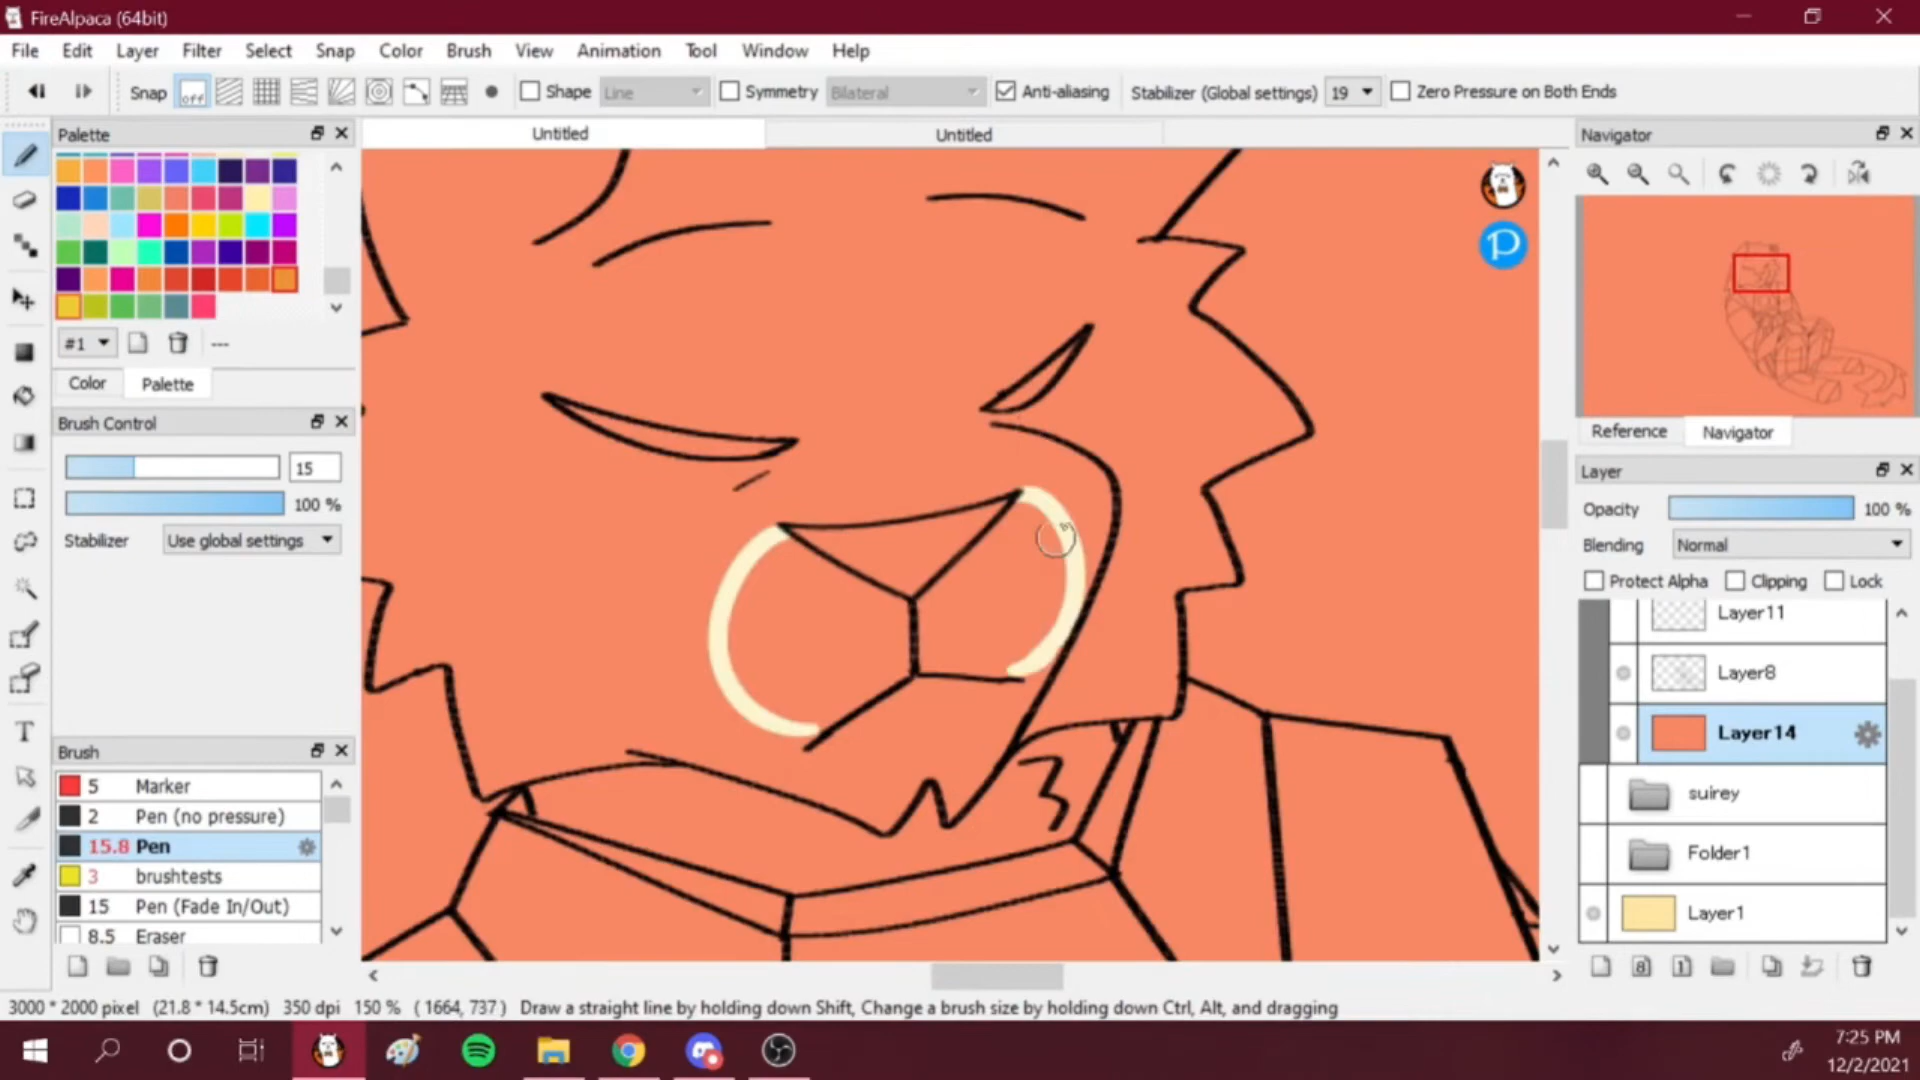 FireAlpaca (64bit)
File Edit Layer Filter Select Snap Color Brush View Animation Tool Window Help
Snap off Shape Line Symmetry Bilateral Anti-aliasing Stabilizer (Global settings) 19 Zero Pressure on Both Ends
Palette
Untitled
Untitled
Navigator
#1
---
Color Palette
Brush Control
15
100 %
Stabilizer Use global settings
Reference Navigator
Layer
Opacity 100 %
Blending Normal
Protect Alpha Clipping Lock
Layer11
Layer8
Layer14
suirey
Folder1
Layer1
Brush
5 Marker
2 Pen (no pressure)
15.8 Pen
3 brushtests
15 Pen (Fade In/Out)
8.5 Eraser
3000 * 2000 pixel (21.8 * 14.5cm) 350 dpi 150 % ( 1664, 737 ) Draw a straight line by holding down Shift, Change a brush size by holding down Ctrl, Alt, and dragging
7:25 PM
12/2/2021